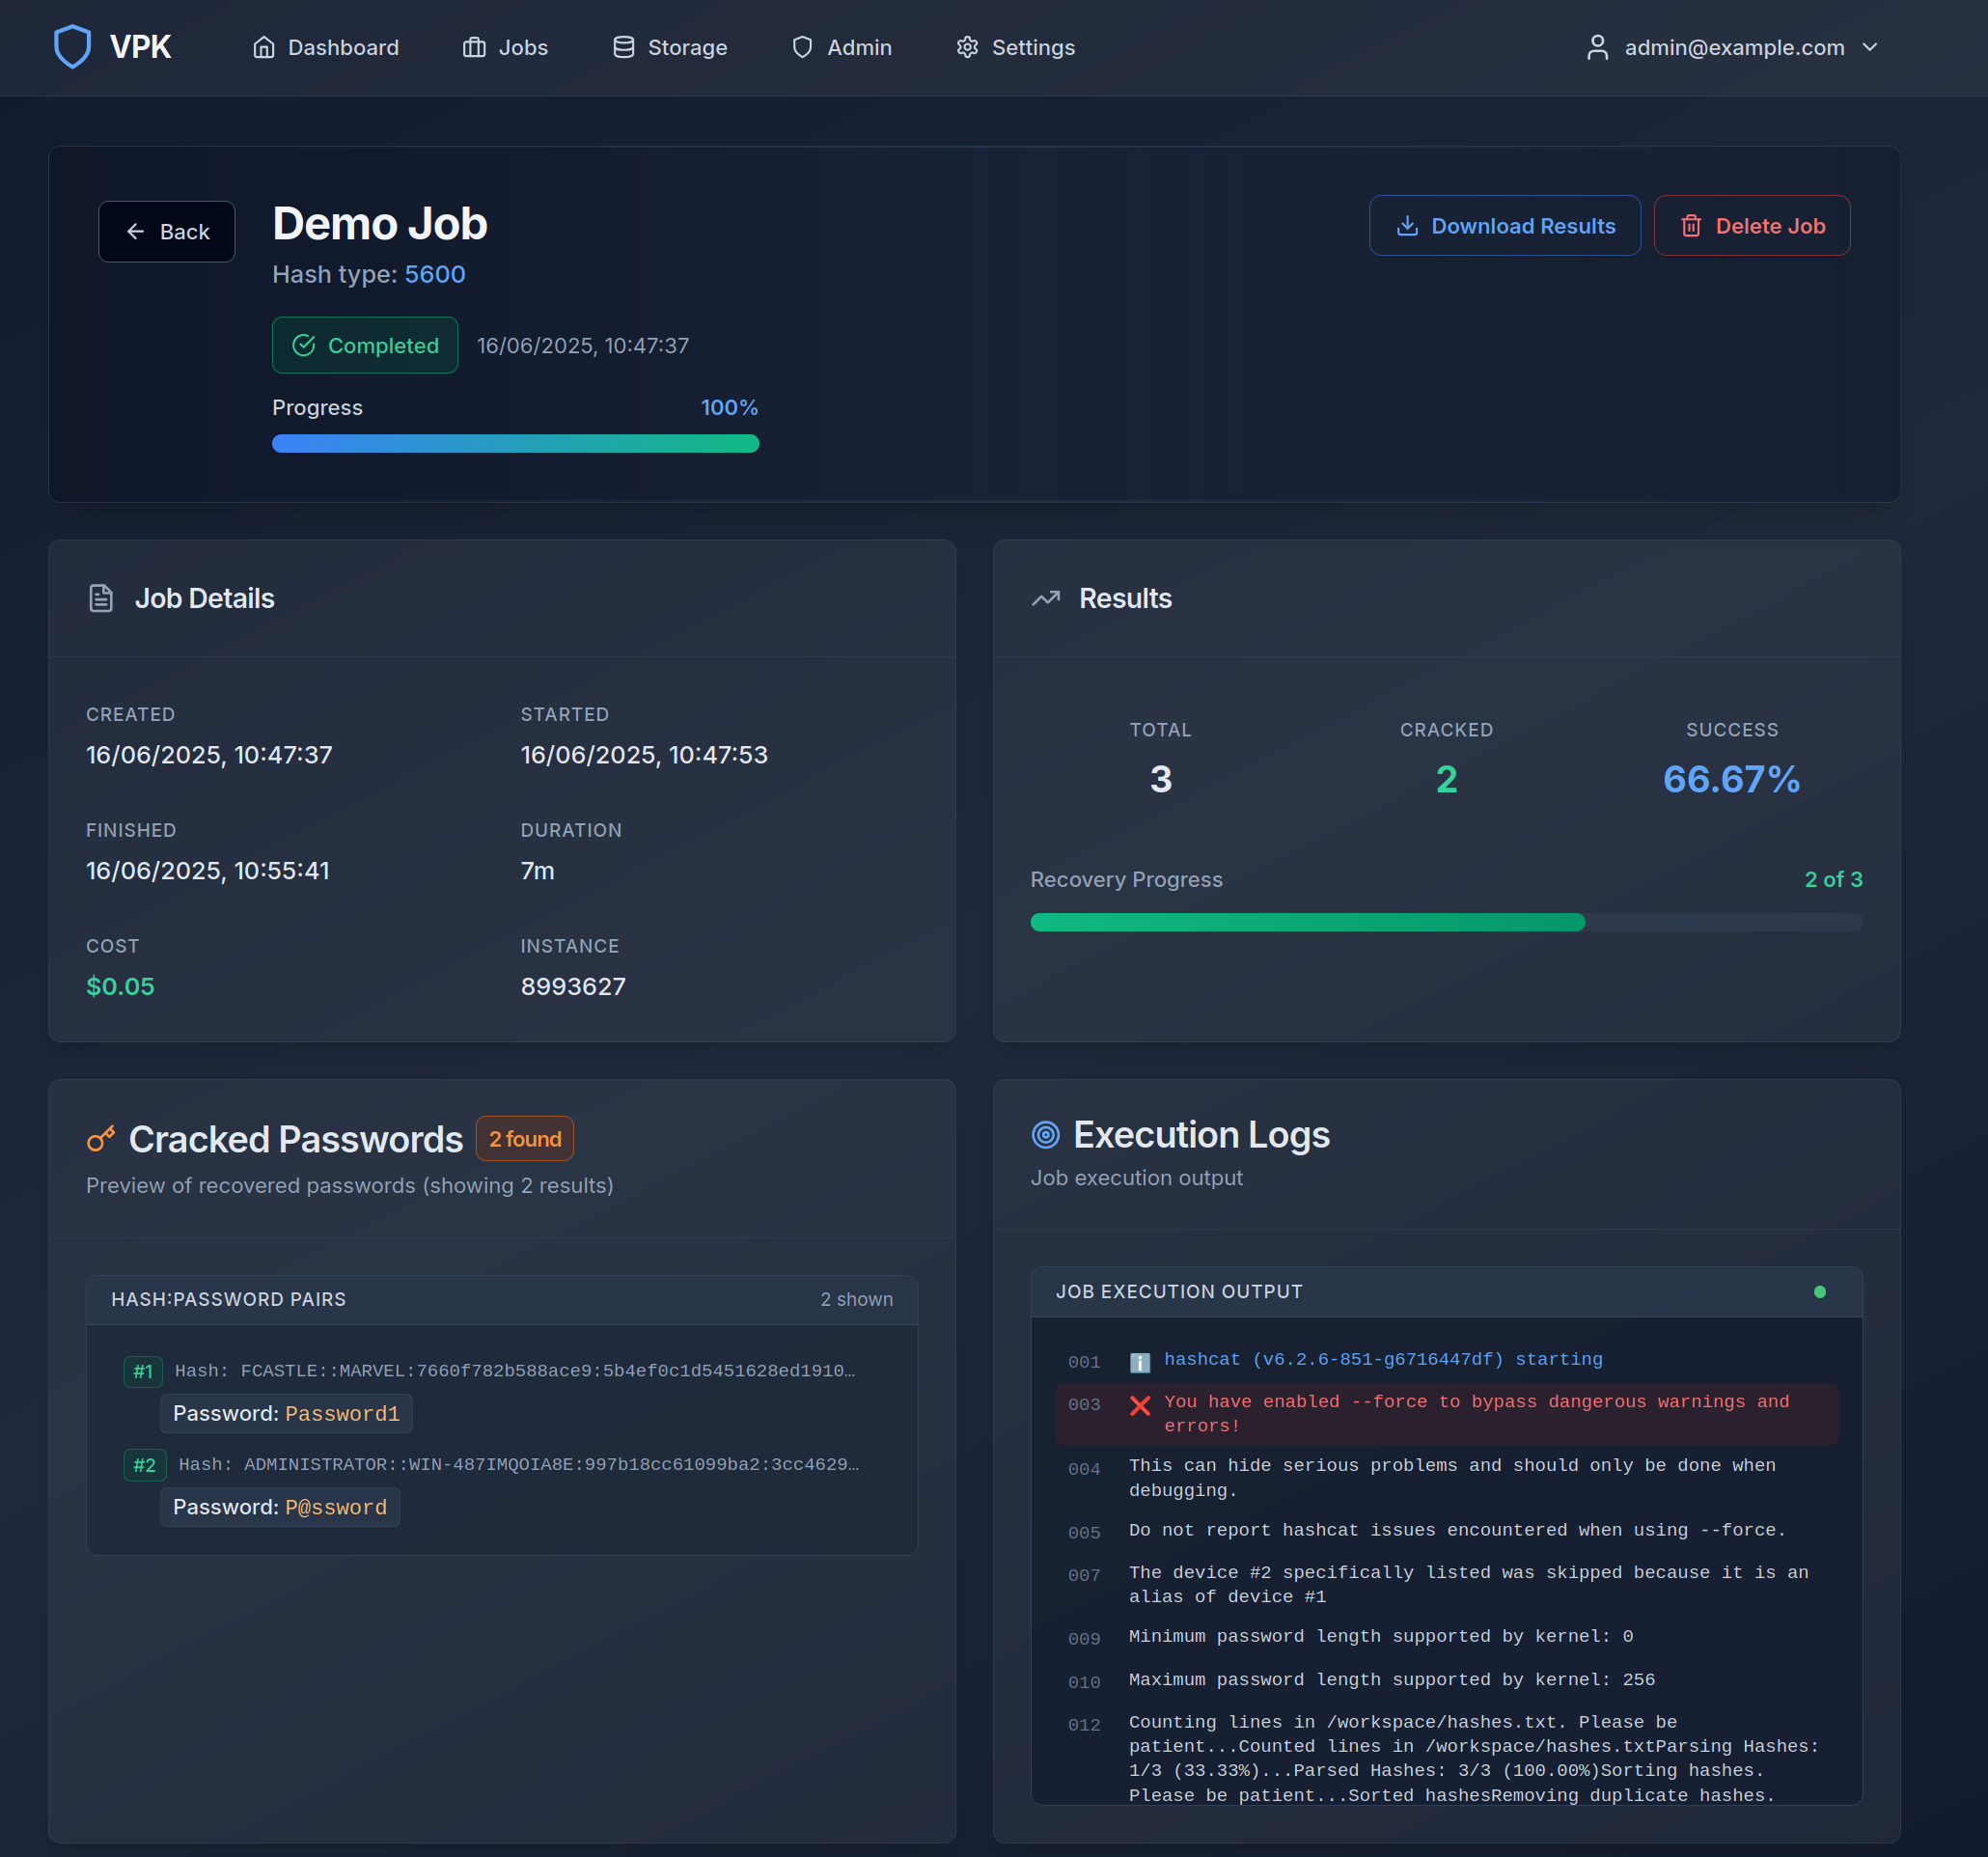 VPK
Dashboard
Jobs
Storage
Admin
Settings
admin@example.com
Back
Demo Job
Hash type: 5600
Completed
16/06/2025, 10:47:37
Progress
100%
Download Results
Delete Job
Job Details
CREATED
16/06/2025, 10:47:37
STARTED
16/06/2025, 10:47:53
FINISHED
16/06/2025, 10:55:41
DURATION
7m
COST
$0.05
INSTANCE
8993627
Results
TOTAL
3
CRACKED
2
SUCCESS
66.67%
Recovery Progress
2 of 3
Cracked Passwords
2 found
Preview of recovered passwords (showing 2 results)
HASH:PASSWORD PAIRS
2 shown
#1 Hash: FCASTLE::MARVEL:7660f782b588ace9:5b4ef0c1d5451628ed1910…
Password: Password1
#2 Hash: ADMINISTRATOR::WIN-487IMQOIA8E:997b18cc61099ba2:3cc4629…
Password: P@ssword
Execution Logs
Job execution output
JOB EXECUTION OUTPUT
001 hashcat (v6.2.6-851-g6716447df) starting
003 You have enabled --force to bypass dangerous warnings and
errors!
004 This can hide serious problems and should only be done when
debugging.
005 Do not report hashcat issues encountered when using --force.
007 The device #2 specifically listed was skipped because it is an
alias of device #1
009 Minimum password length supported by kernel: 0
010 Maximum password length supported by kernel: 256
012 Counting lines in /workspace/hashes.txt. Please be
patient...Counted lines in /workspace/hashes.txtParsing Hashes:
1/3 (33.33%)...Parsed Hashes: 3/3 (100.00%)Sorting hashes.
Please be patient...Sorted hashesRemoving duplicate hashes.